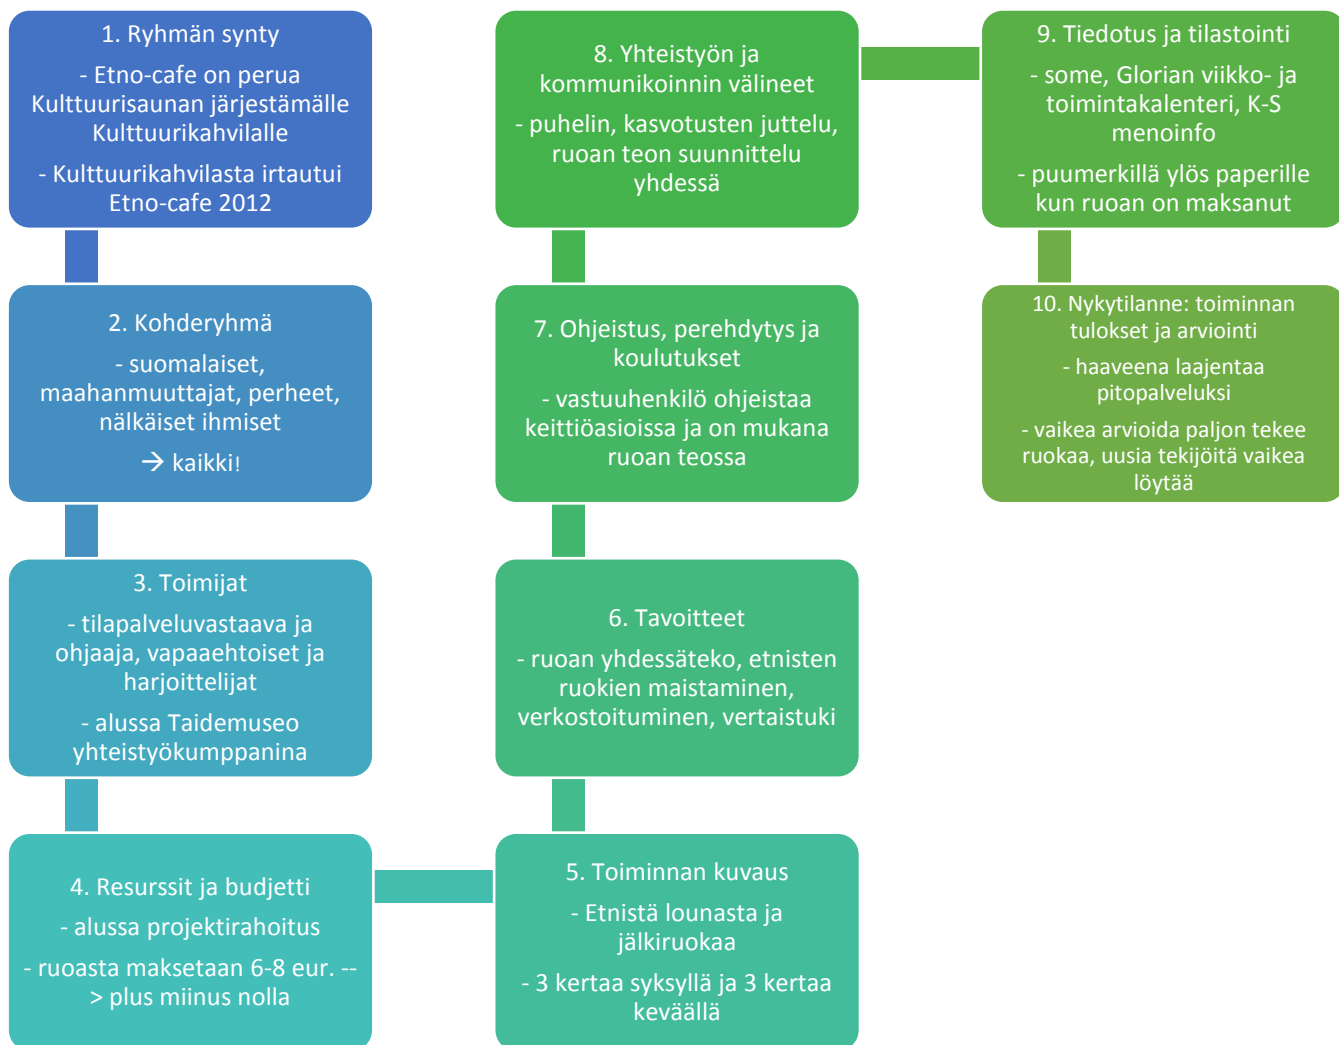 1. Ryhmän synty
- Etno-cafe on perua
Kulttuurisaunan järjestämälle
Kulttuurikahvilalle
- Kulttuurikahvilasta irtautui
Etno-cafe 2012
2. Kohderyhmä
- suomalaiset,
maahanmuuttajat, perheet,
nälkäiset ihmiset
→ kaikki!
3. Toimijat
- tilapalveluvastaava ja
ohjaaja, vapaaehtoiset ja
harjoittelijat
- alussa Taidemuseo
yhteistyökumppanina
4. Resurssit ja budjetti
- alussa projektirahoitus
- ruoasta maksetaan 6-8 eur. --
> plus miinus nolla
5. Toiminnan kuvaus
- Etnistä lounasta ja
jälkiruokaa
- 3 kertaa syksyllä ja 3 kertaa
keväällä
6. Tavoitteet
- ruoan yhdessäteko, etnisten
ruokien maistaminen,
verkostoituminen, vertaistuki
7. Ohjeistus, perehdytys ja
koulutukset
- vastuuhenkilö ohjeistaa
keittiöasioissa ja on mukana
ruoan teossa
8. Yhteistyön ja
kommunikoinnin välineet
- puhelin, kasvotusten juttelu,
ruoan teon suunnittelu
yhdessä
9. Tiedotus ja tilastointi
- some, Glorian viikko- ja
toimintakalenteri, K-S
menoinfo
- puumerkillä ylös paperille
kun ruoan on maksanut
10. Nykytilanne: toiminnan
tulokset ja arviointi
- haaveena laajentaa
pitopalveluksi
- vaikea arvioida paljon tekee
ruokaa, uusia tekijöitä vaikea
löytää